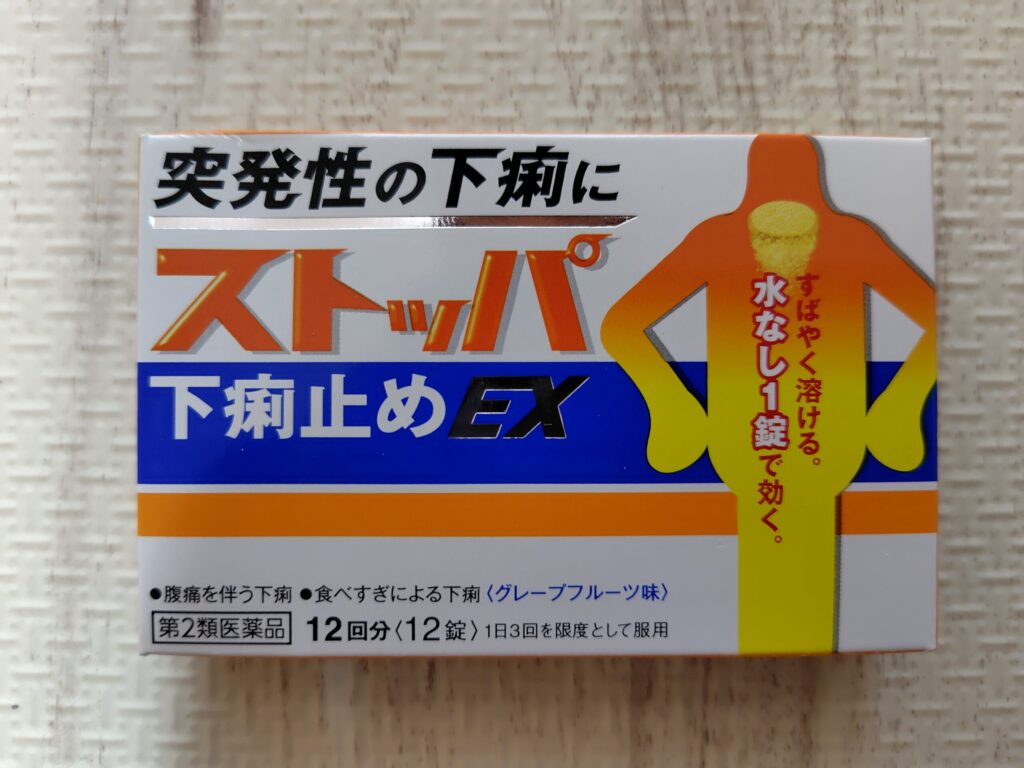 突発性の下痢に
ストッパ
下痢止めEX
すばやく溶ける。
水なし1錠で効く。
●腹痛を伴う下痢 ●食べすぎによる下痢〈グレープフルーツ味〉
第2類医薬品 12回分〈12錠〉1日3回を限度として服用